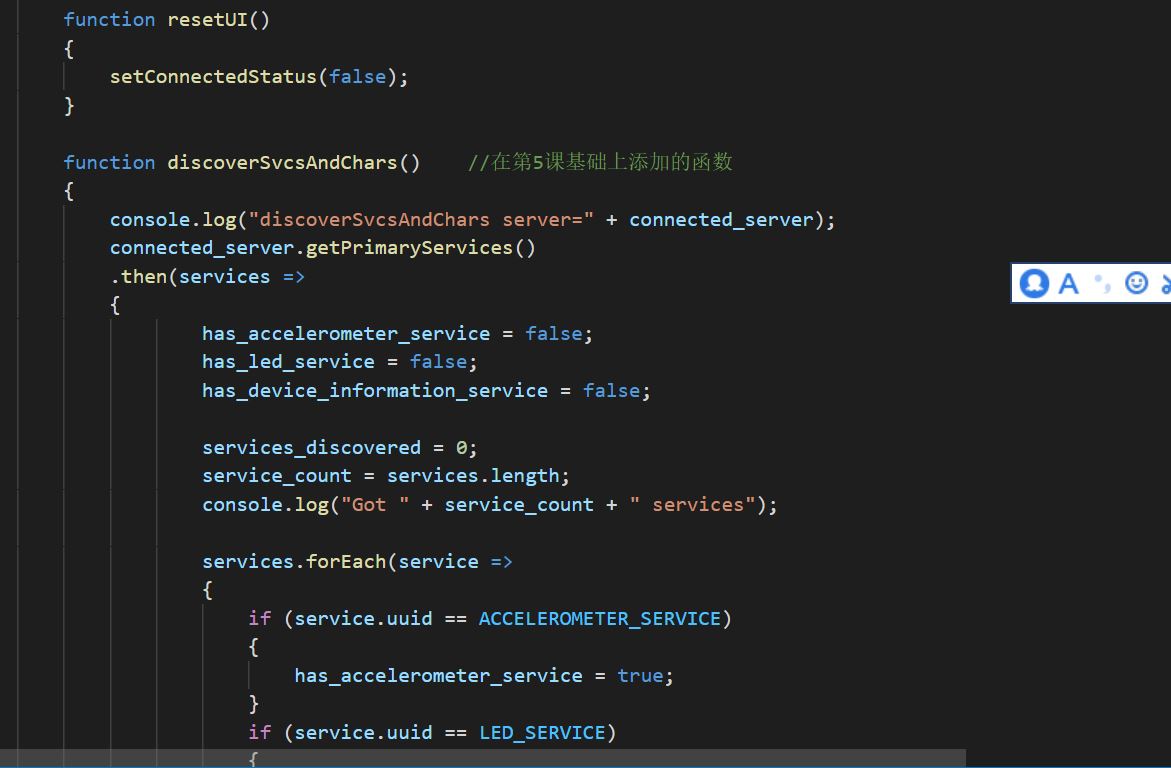 function resetUI()
{
    setConnectedStatus(false);
}
function discoverSvcsAndChars()    //在第5课基础上添加的函数
{
    console.log("discoverSvcsAndChars server=" + connected_server);
    connected_server.getPrimaryServices()
    .then(services =>
    {
            has_accelerometer_service = false;
            has_led_service = false;
            has_device_information_service = false;
            services_discovered = 0;
            service_count = services.length;
            console.log("Got " + service_count + " services");
            services.forEach(service =>
            {
                if (service.uuid == ACCELEROMETER_SERVICE)
                {
                    has_accelerometer_service = true;
                }
                if (service.uuid == LED_SERVICE)
                {
A